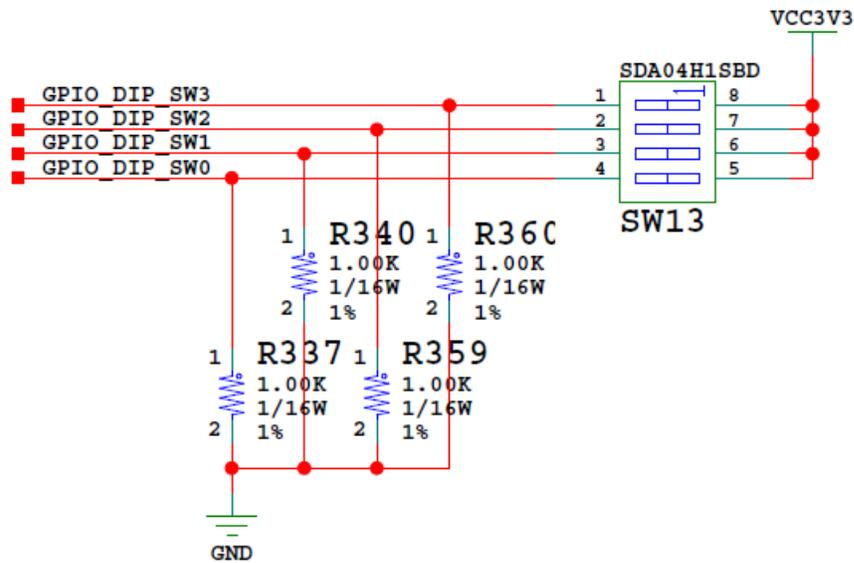 VCC3V3
SDA04H1SBD
GPIO_DIP_SW3 1 8
GPIO_DIP_SW2 2 7
GPIO_DIP_SW1 3 6
GPIO_DIP_SW0 4 5
SW13
1 R340 1 R360
1.00K 1.00K
1/16W 1/16W
2 1% 2 1%
1 R337 1 R359
1.00K 1.00K
1/16W 1/16W
2 1% 2 1%
GND